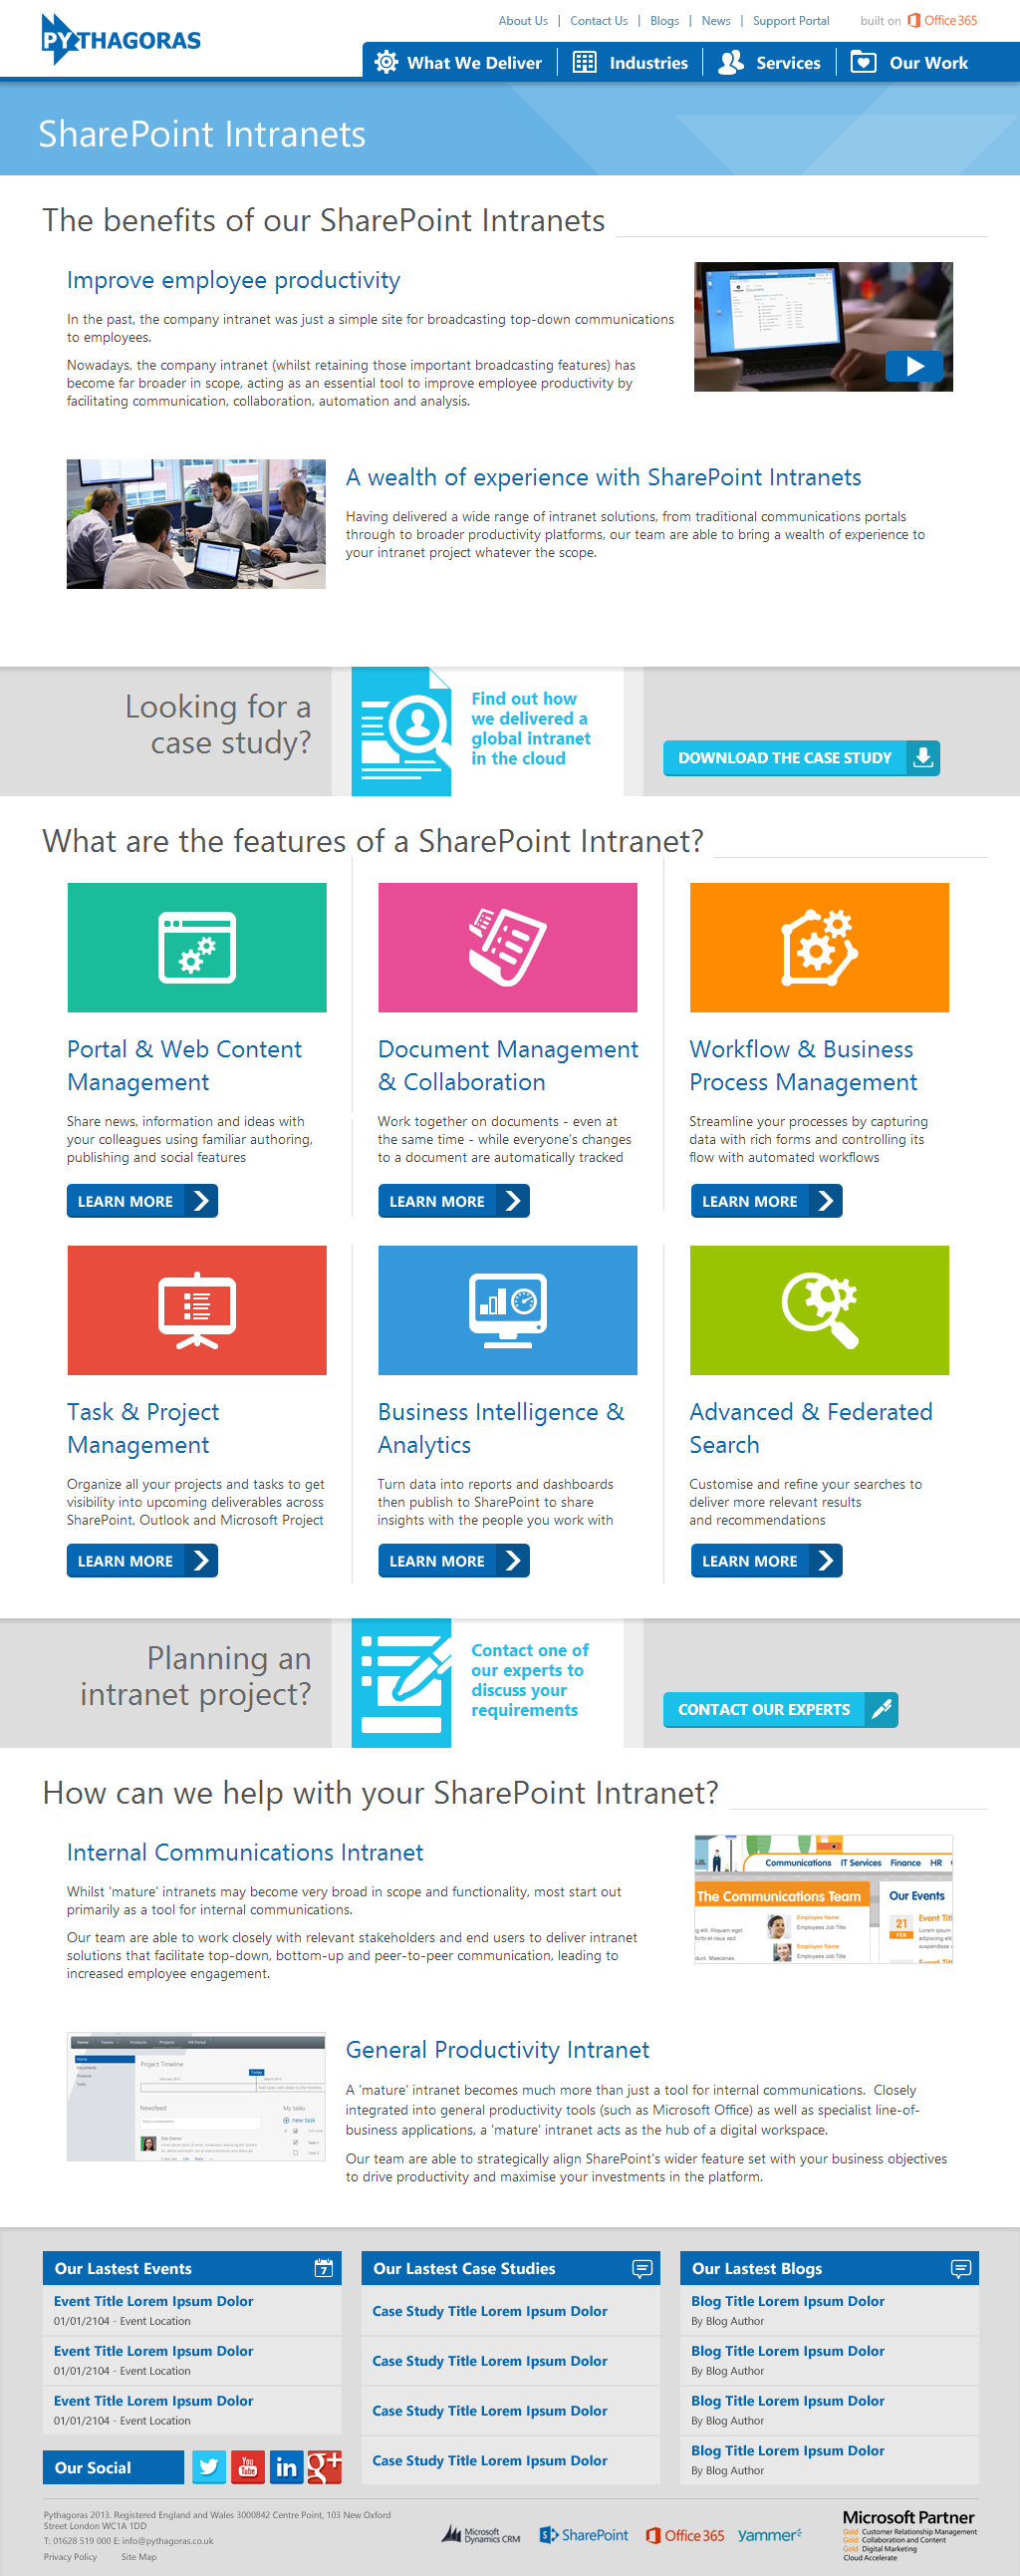 PYTHAGORAS
About Us | Contact Us | Blogs | News | Support Portal
built on Office 365
What We Deliver
Industries
Services
Our Work
SharePoint Intranets
The benefits of our SharePoint Intranets
Improve employee productivity
In the past, the company intranet was just a simple site for broadcasting top-down communications
to employees.
Nowadays, the company intranet (whilst retaining those important broadcasting features) has
become far broader in scope, acting as an essential tool to improve employee productivity by
facilitating communication, collaboration, automation and analysis.
A wealth of experience with SharePoint Intranets
Having delivered a wide range of intranet solutions, from traditional communications portals
through to broader productivity platforms, our team are able to bring a wealth of experience to
your intranet project whatever the scope.
Looking for a
case study?
Find out how
we delivered a
global intranet
in the cloud
DOWNLOAD THE CASE STUDY
What are the features of a SharePoint Intranet?
Portal & Web Content
Management
Share news, information and ideas with
your colleagues using familiar authoring,
publishing and social features
LEARN MORE
Document Management
& Collaboration
Work together on documents - even at
the same time - while everyone's changes
to a document are automatically tracked
LEARN MORE
Workflow & Business
Process Management
Streamline your processes by capturing
data with rich forms and controlling its
flow with automated workflows
LEARN MORE
Task & Project
Management
Organize all your projects and tasks to get
visibility into upcoming deliverables across
SharePoint, Outlook and Microsoft Project
LEARN MORE
Business Intelligence &
Analytics
Turn data into reports and dashboards
then publish to SharePoint to share
insights with the people you work with
LEARN MORE
Advanced & Federated
Search
Customise and refine your searches to
deliver more relevant results
and recommendations
LEARN MORE
Planning an
intranet project?
Contact one of
our experts to
discuss your
requirements
CONTACT OUR EXPERTS
How can we help with your SharePoint Intranet?
Internal Communications Intranet
Whilst 'mature' intranets may become very broad in scope and functionality, most start out
primarily as a tool for internal communications.
Our team are able to work closely with relevant stakeholders and end users to deliver intranet
solutions that facilitate top-down, bottom-up and peer-to-peer communication, leading to
increased employee engagement.
Communications IT Services Finance HR
The Communications Team
Our Events
Employee Name
Employees Job Title
Employee Name
Employees Job Title
21
FEB
Project Timeline
Today
Newsfeed
My tasks
new task
General Productivity Intranet
A 'mature' intranet becomes much more than just a tool for internal communications. Closely
integrated into general productivity tools (such as Microsoft Office) as well as specialist line-of-
business applications, a 'mature' intranet acts as the hub of a digital workspace.
Our team are able to strategically align SharePoint's wider feature set with your business objectives
to drive productivity and maximise your investments in the platform.
Our Lastest Events
7
Event Title Lorem Ipsum Dolor
01/01/2104 - Event Location
Event Title Lorem Ipsum Dolor
01/01/2104 - Event Location
Event Title Lorem Ipsum Dolor
01/01/2104 - Event Location
Our Social
You Tube
in
g+
Our Lastest Case Studies
Case Study Title Lorem Ipsum Dolor
Case Study Title Lorem Ipsum Dolor
Case Study Title Lorem Ipsum Dolor
Case Study Title Lorem Ipsum Dolor
Our Lastest Blogs
Blog Title Lorem Ipsum Dolor
By Blog Author
Blog Title Lorem Ipsum Dolor
By Blog Author
Blog Title Lorem Ipsum Dolor
By Blog Author
Blog Title Lorem Ipsum Dolor
By Blog Author
Pythagoras 2013. Registered England and Wales 3000842 Centre Point, 103 New Oxford
Street London WC1A 1DD
T: 01628 519 000 E: info@pythagoras.co.uk
Privacy Policy Site Map
Microsoft
Dynamics CRM
SharePoint
Office 365
yammer
Microsoft Partner
Gold Customer Relationship Management
Gold Collaboration and Content
Gold Digital Marketing
Cloud Accelerate